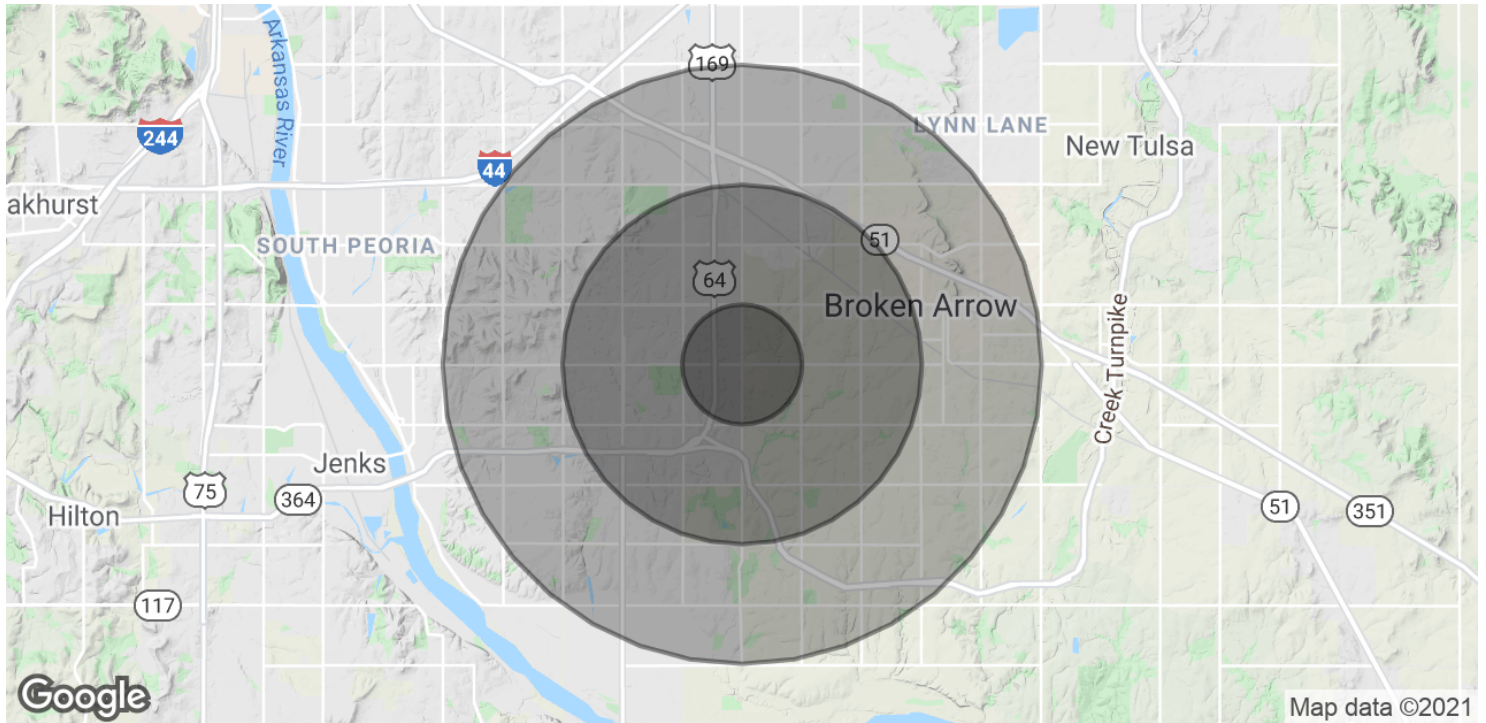 Arkansas River
169
244
LYNN LANE
New Tulsa
44
akhurst
SOUTH PEORIA
51
64
Broken Arrow
Creek Turnpike
Jenks
75
364
Hilton
51
351
117
Google
Map data ©2021